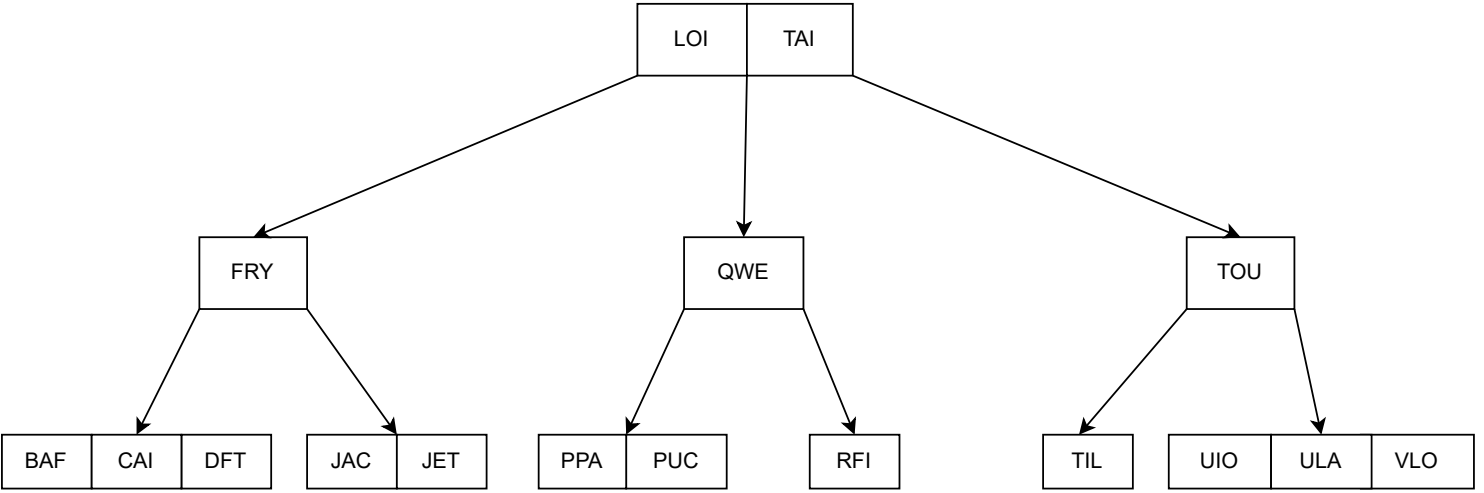 LOI TAI
FRY QWE TOU
BAF CAI DFT JAC JET PPA PUC RFI TIL UIO ULA VLO